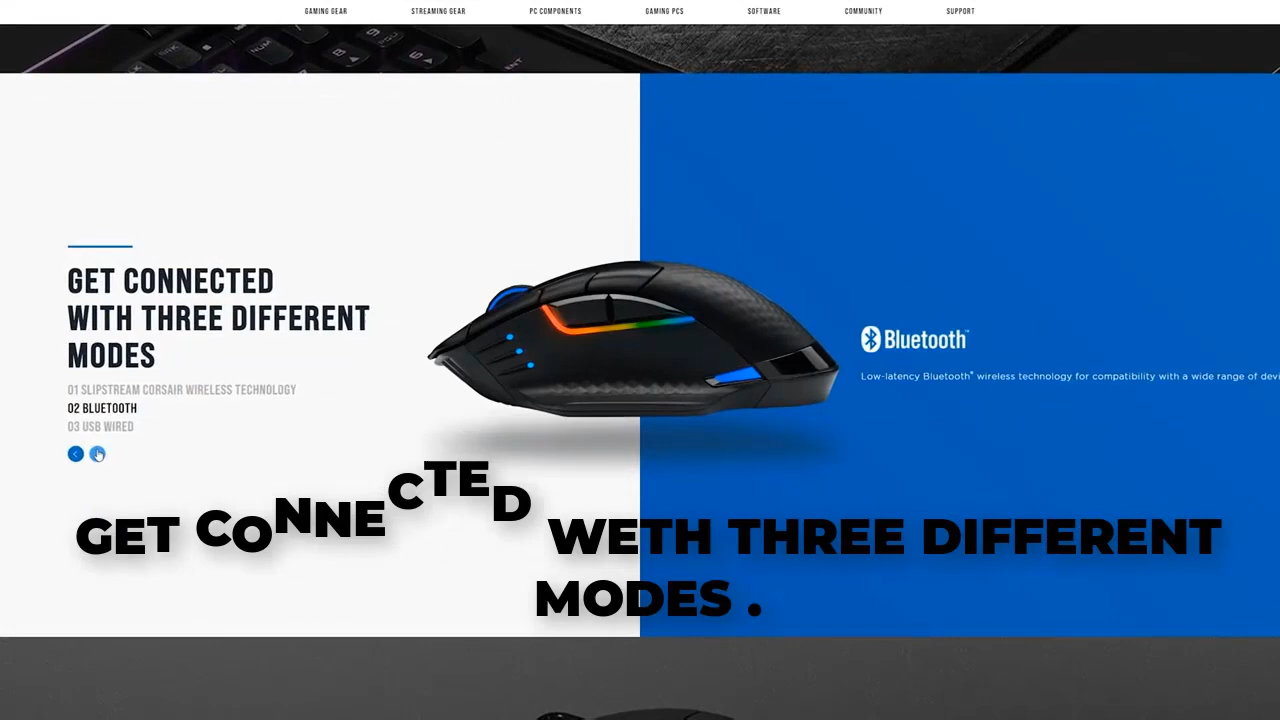 GAMING GEAR STREAMING GEAR PC COMPONENTS GAMING PCS SOFTWARE COMMUNITY SUPPORT
GET CONNECTED
WITH THREE DIFFERENT
MODES
01 SLIPSTREAM CORSAIR WIRELESS TECHNOLOGY
02 BLUETOOTH
03 USB WIRED
Bluetooth™
Low-latency Bluetooth® wireless technology for compatibility with a wide range of devi
GET CONNECTED WETH THREE DIFFERENT
MODES .